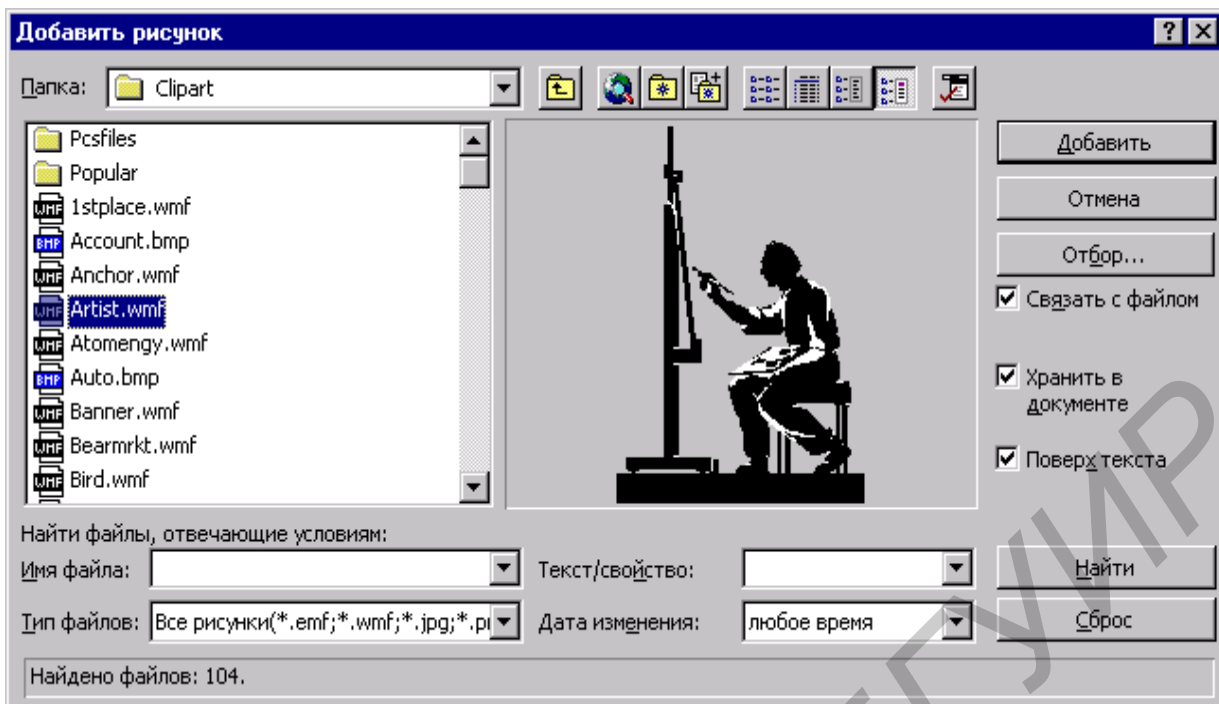 Добавить рисунок
Папка: Clipart
Pcsfiles
Popular
1stplace.wmf
Account.bmp
Anchor.wmf
Artist.wmf
Atomengy.wmf
Auto.bmp
Banner.wmf
Bearmrkt.wmf
Bird.wmf
Добавить
Отмена
Отбор...
Связать с файлом
Хранить в
документе
Поверх текста
Найти файлы, отвечающие условиям:
Имя файла: Текст/свойство: Найти
Тип файлов: Все рисунки(*.emf;*.wmf;*.jpg;*.p Дата изменения: любое время Сброс
Найдено файлов: 104.
БГУИР